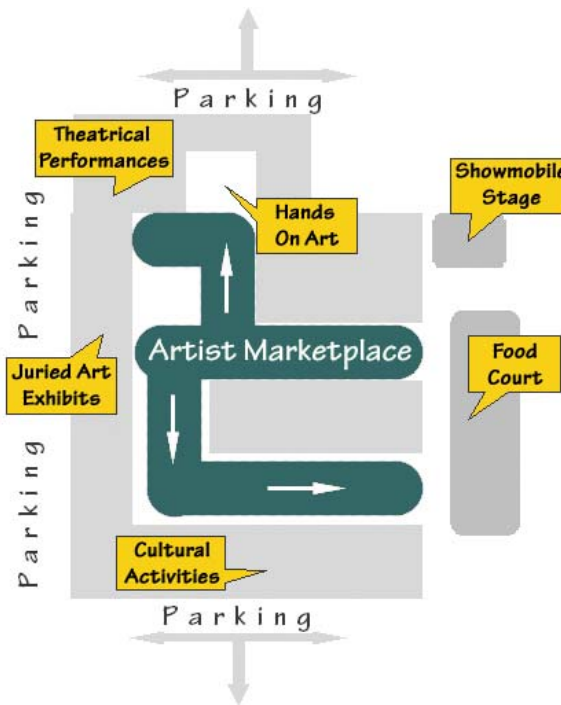 Parking
Theatrical
Performances
Showmobile
Stage
Hands
On Art
Parking
Artist Marketplace
Juried Art
Exhibits
Food
Court
Parking
Cultural
Activities
Parking